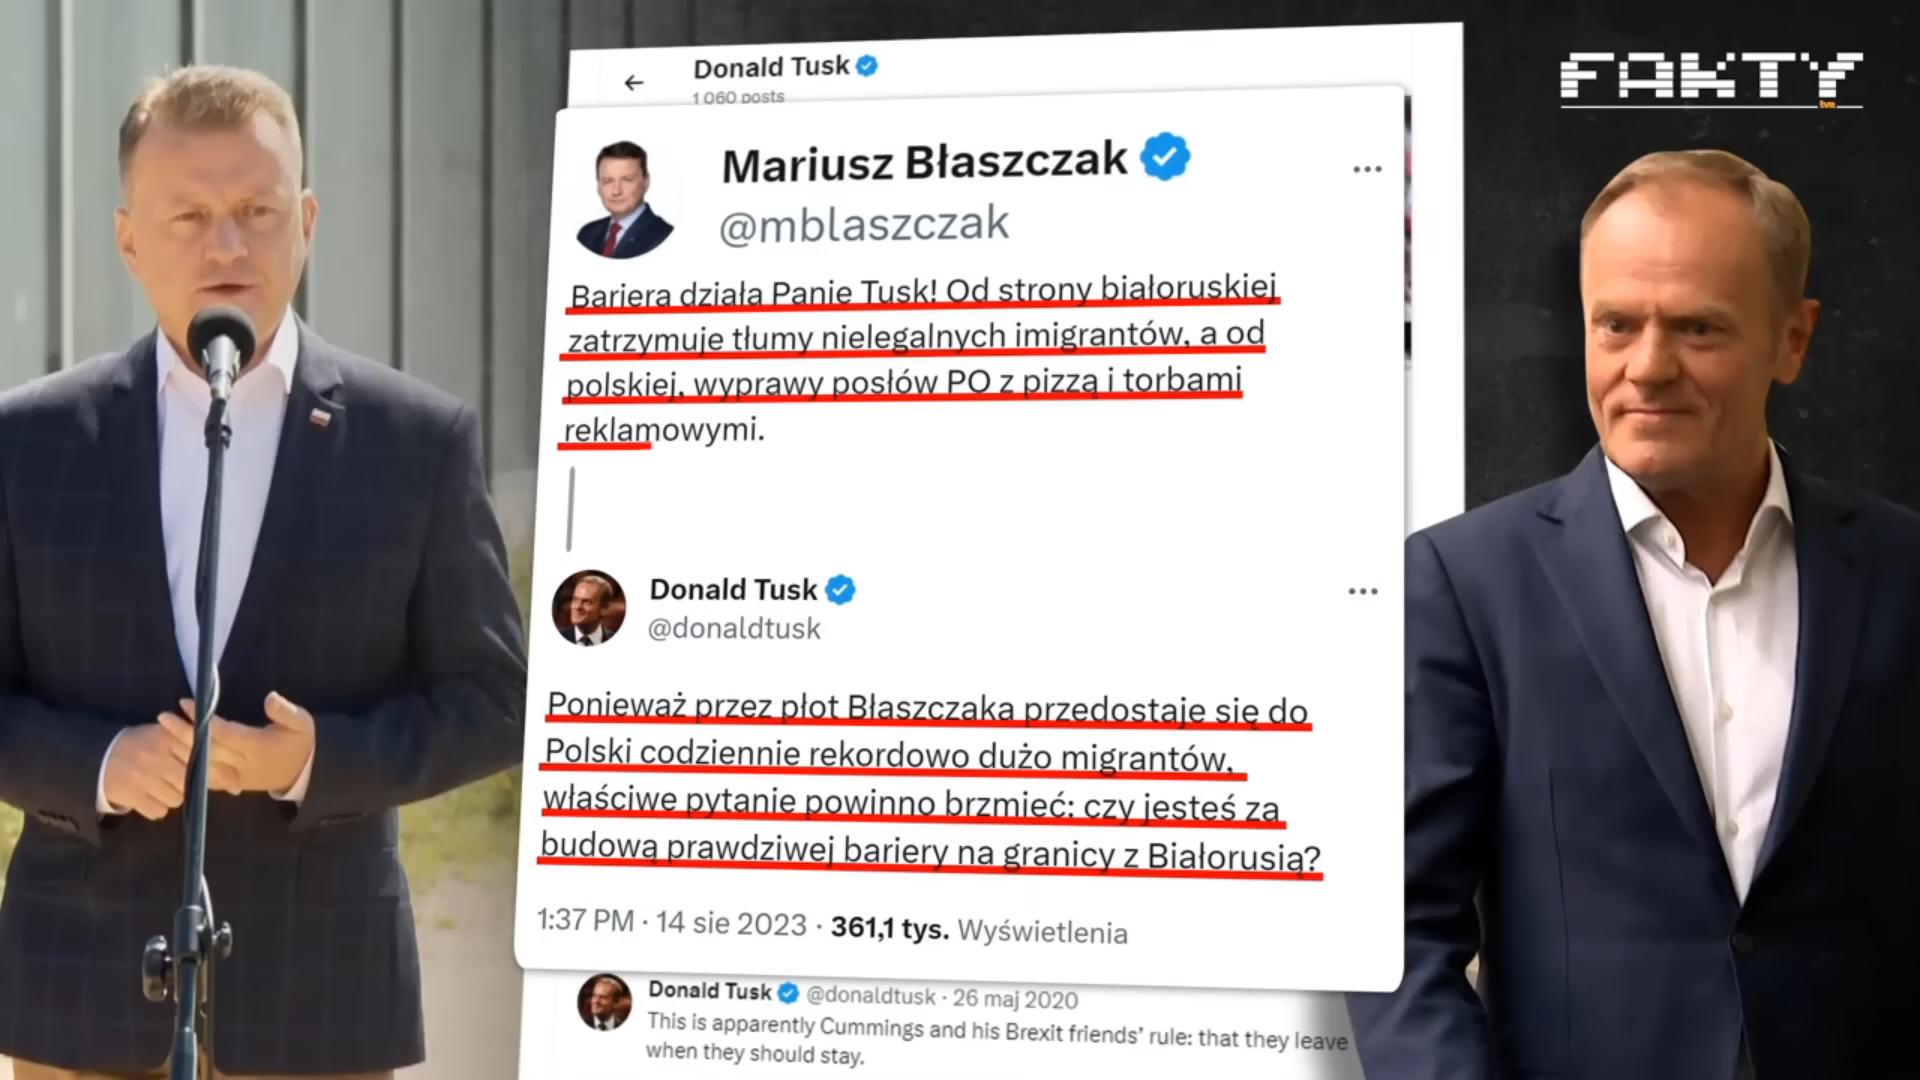 Donald Tusk
1 060 posts
FAKTY
tvn
Mariusz Błaszczak
@mblaszczak
Bariera działa Panie Tusk! Od strony białoruskiej
zatrzymuje tłumy nielegalnych imigrantów, a od
polskiej, wyprawy posłów PO z pizzą i torbami
reklamowymi.
Donald Tusk
@donaldtusk
Ponieważ przez płot Błaszczaka przedostaje się do
Polski codziennie rekordowo dużo migrantów,
właściwe pytanie powinno brzmieć: czy jesteś za
budową prawdziwej bariery na granicy z Białorusią?
1:37 PM · 14 sie 2023 · 361,1 tys. Wyświetlenia
Donald Tusk @donaldtusk · 26 maj 2020
This is apparently Cummings and his Brexit friends' rule: that they leave
when they should stay.